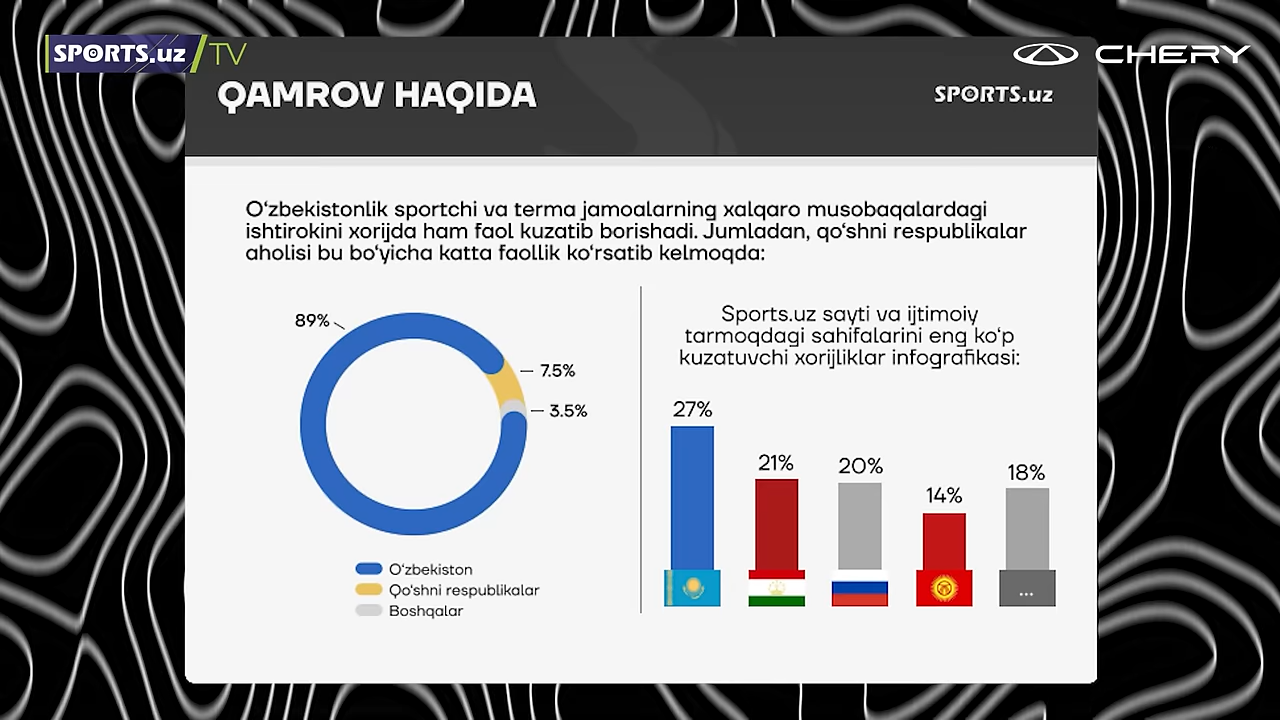 SPORTS.uz/TV
CHERY
QAMROV HAQIDA
SPORTS.uz
O‘zbekistonlik sportchi va terma jamoalarning xalqaro musobaqalardagi
ishtirokini xorijda ham faol kuzatib borishadi. Jumladan, qo‘shni respublikalar
aholisi bu bo‘yicha katta faollik ko‘rsatib kelmoqda:
89%
7.5%
3.5%
O‘zbekiston
Qo‘shni respublikalar
Boshqalar
Sports.uz sayti va ijtimoiy
tarmoqdagi sahifalarini eng ko‘p
kuzatuvchi xorijliklar infografikasi:
27%
21%
20%
14%
18%
...